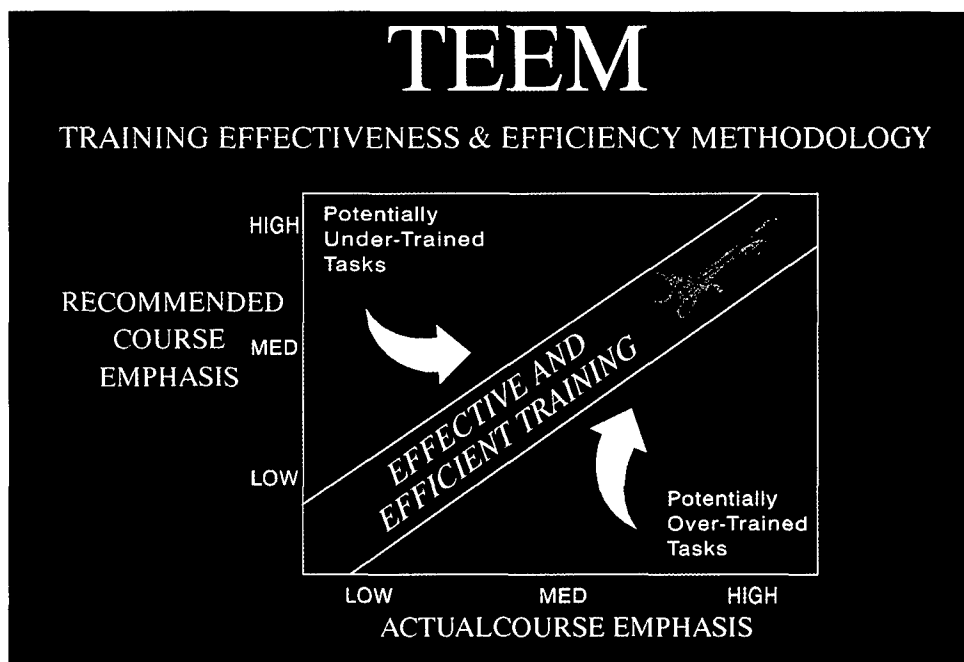 TEEM
TRAINING EFFECTIVENESS & EFFICIENCY METHODOLOGY
HIGH
Potentially
Under-Trained
Tasks
RECOMMENDED
COURSE
EMPHASIS
MED
EFFECTIVE AND
EFFICIENT TRAINING
LOW
Potentially
Over-Trained
Tasks
LOW MED HIGH
ACTUALCOURSE EMPHASIS